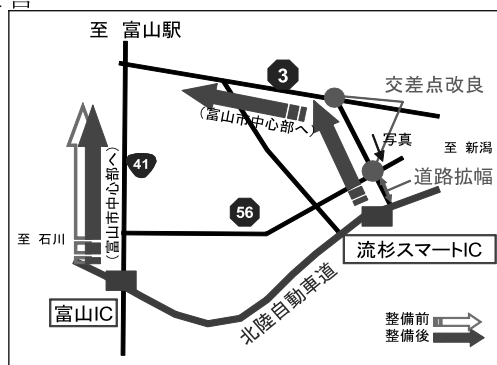 至 富山駅
3
交差点改良
(富山市中心部へ)
写真
至 新潟
41
(富山市中心部へ)
道路拡幅
56
至 石川
流杉スマートIC
北陸自動車道
富山IC
整備前
整備後